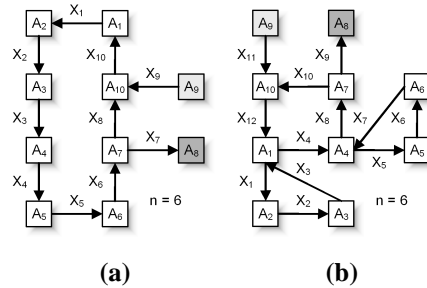 X₁
A₂ A₁ A₉ A₈
X₂ X₁₀ X₁₁ X₉
X₉ X₁₀
A₃ A₁₀ A₉ A₁₀ A₇ A₆
X₃ X₈ X₁₂ X₈ X₇ X₆
X₇ X₄
A₄ A₇ A₈ A₁ A₄ A₅
X₄ X₆ X₁ X₃ X₅
X₅ X₂
A₅ A₆ n = 6 A₂ A₃ n = 6
(a) (b)